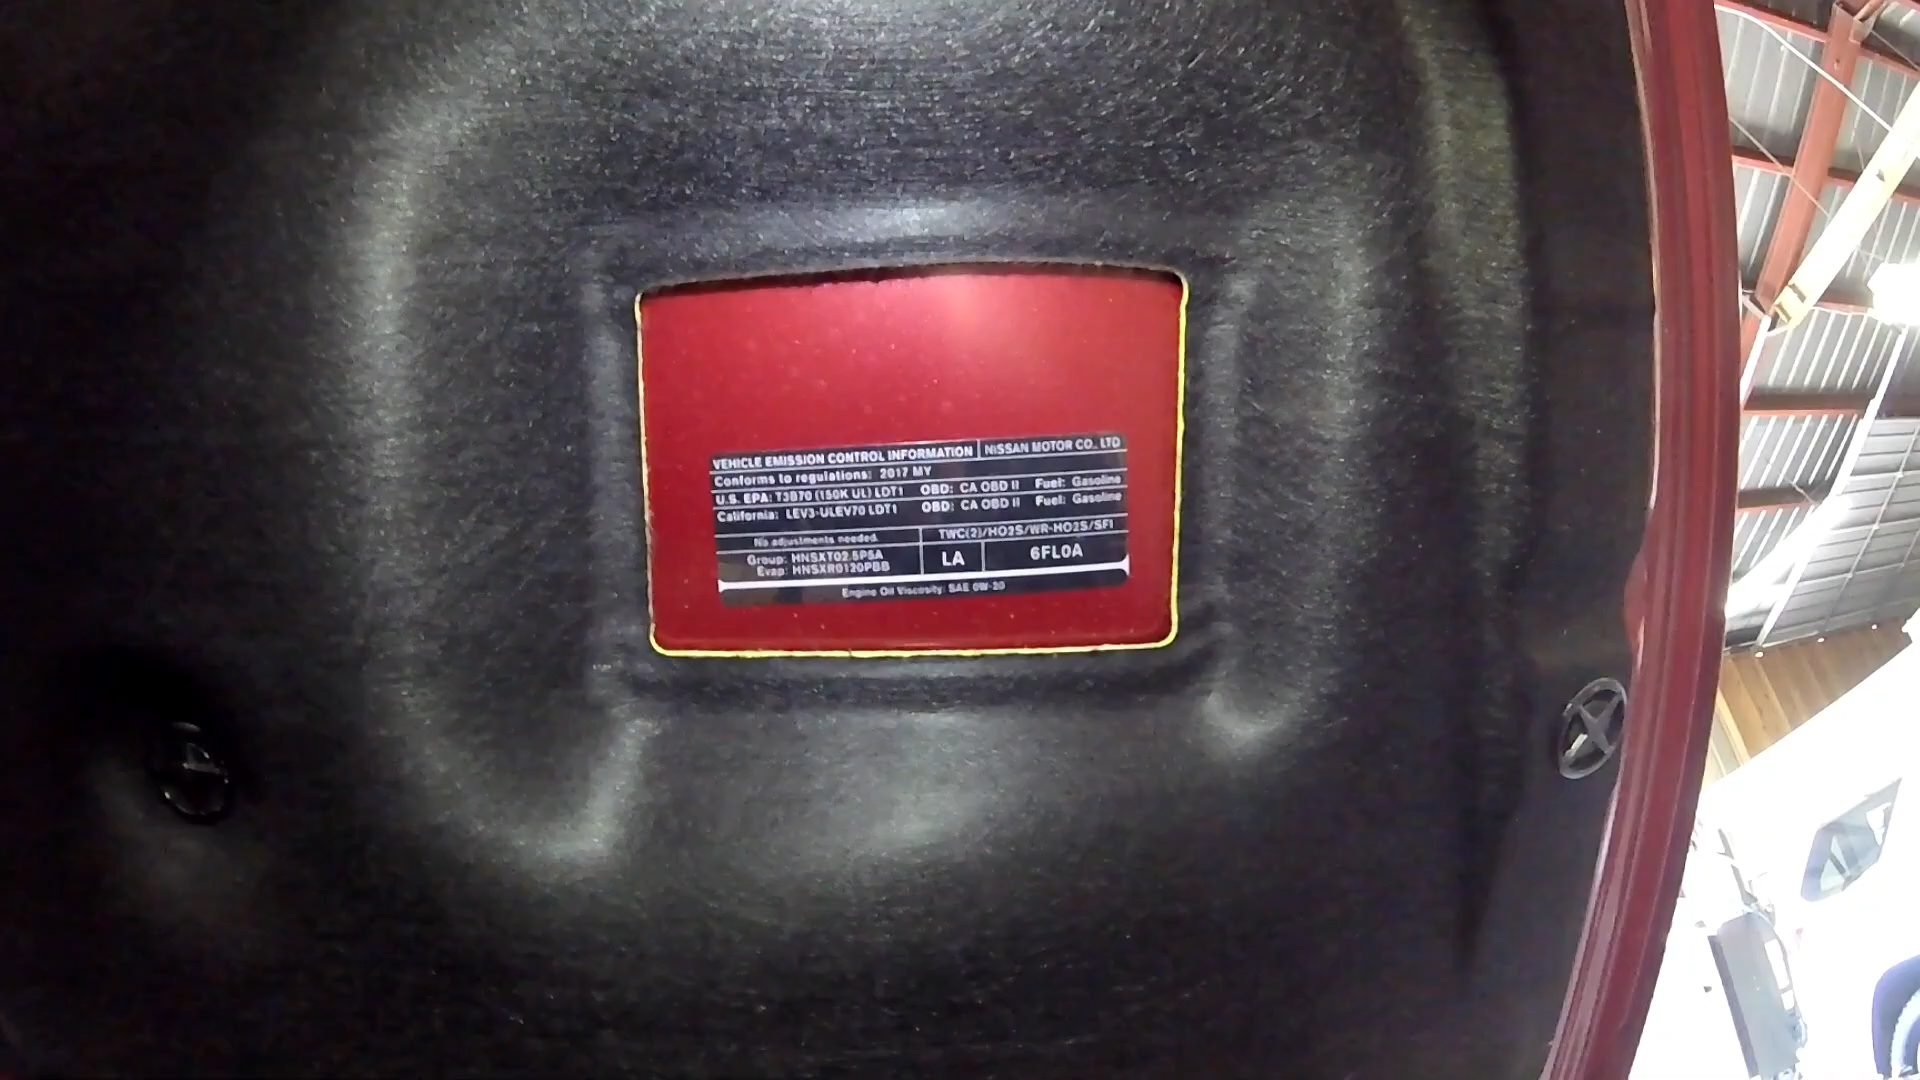 VEHICLE EMISSION CONTROL INFORMATION NISSAN MOTOR CO., LTD
Conforms to regulations: 2017 MY
U.S. EPA: T3B70 (150K UL) LDT1 OBD: CA OBD II Fuel: Gasoline
California: LEV3-ULEV70 LDT1 OBD: CA OBD II Fuel: Gasoline
No adjustments needed. TWC(2)/HO2S/WR-HO2S/SFI
Group: HNSXT02.5P5A LA 6FL0A
Evap: HNSXR0120PBB
Engine Oil Viscosity: SAE 0W-20